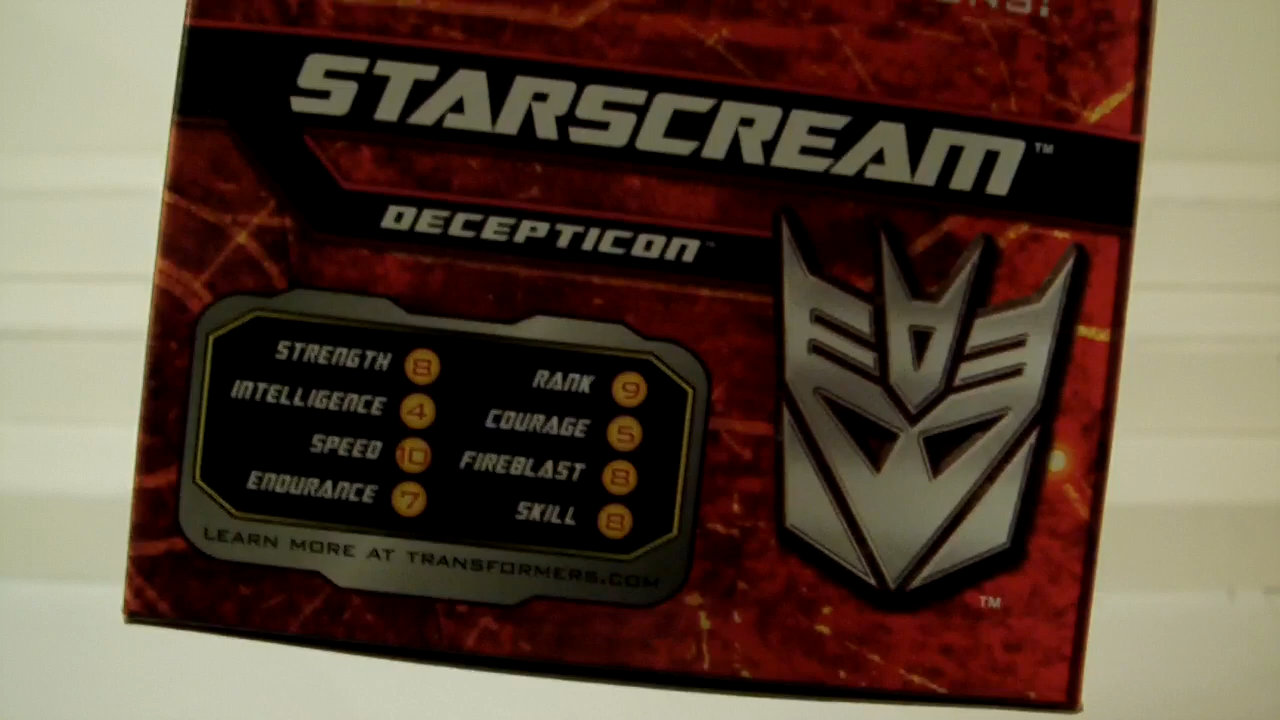 STARSCREAM™
DECEPTICON™
STRENGTH 8
INTELLIGENCE 4
SPEED 10
ENDURANCE 7
RANK 9
COURAGE 5
FIREBLAST 8
SKILL 8
LEARN MORE AT TRANSFORMERS.COM
TM